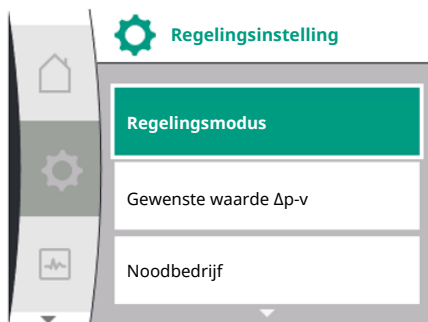 Regelingsinstelling
Regelingsmodus
Gewenste waarde Δp-v
Noodbedrijf